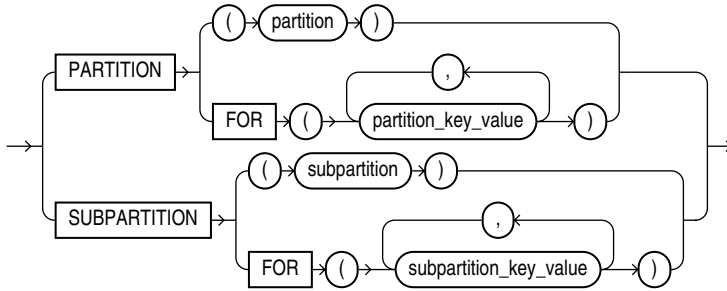 ( partition )
PARTITION
,
FOR ( partition_key_value )
( subpartition )
SUBPARTITION
,
FOR ( subpartition_key_value )